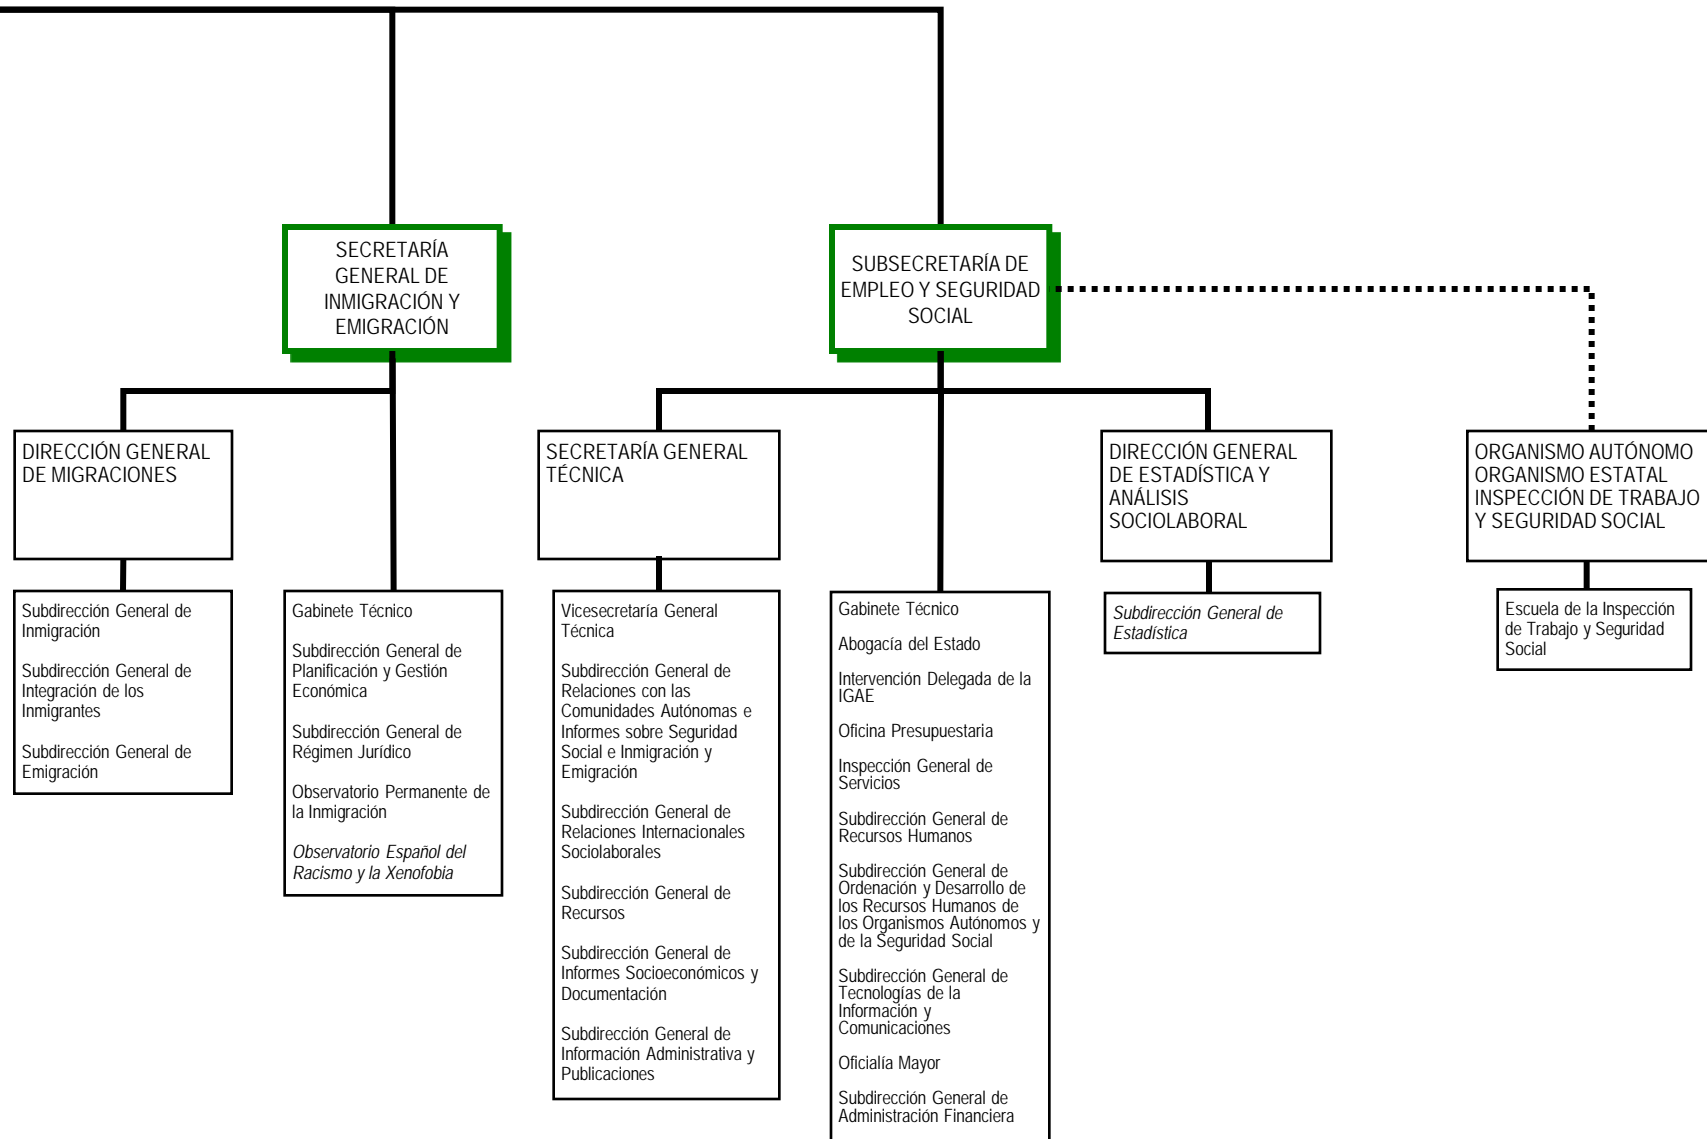 SECRETARÍA
GENERAL DE
INMIGRACIÓN Y
EMIGRACIÓN
SUBSECRETARÍA DE
EMPLEO Y SEGURIDAD
SOCIAL
DIRECCIÓN GENERAL
DE MIGRACIONES
SECRETARÍA GENERAL
TÉCNICA
DIRECCIÓN GENERAL
DE ESTADÍSTICA Y
ANÁLISIS
SOCIOLABORAL
ORGANISMO AUTÓNOMO
ORGANISMO ESTATAL
INSPECCIÓN DE TRABAJO
Y SEGURIDAD SOCIAL
Subdirección General de
Inmigración
Subdirección General de
Integración de los
Inmigrantes
Subdirección General de
Emigración
Gabinete Técnico
Subdirección General de
Planificación y Gestión
Económica
Subdirección General de
Régimen Jurídico
Observatorio Permanente de
la Inmigración
Observatorio Español del
Racismo y la Xenofobia
Vicesecretaría General
Técnica
Subdirección General de
Relaciones con las
Comunidades Autónomas e
Informes sobre Seguridad
Social e Inmigración y
Emigración
Subdirección General de
Relaciones Internacionales
Sociolaborales
Subdirección General de
Recursos
Subdirección General de
Informes Socioeconómicos y
Documentación
Subdirección General de
Información Administrativa y
Publicaciones
Gabinete Técnico
Abogacía del Estado
Intervención Delegada de la
IGAE
Oficina Presupuestaria
Inspección General de
Servicios
Subdirección General de
Recursos Humanos
Subdirección General de
Ordenación y Desarrollo de
los Recursos Humanos de
los Organismos Autónomos y
de la Seguridad Social
Subdirección General de
Tecnologías de la
Información y
Comunicaciones
Oficialía Mayor
Subdirección General de
Administración Financiera
Subdirección General de
Estadística
Escuela de la Inspección
de Trabajo y Seguridad
Social